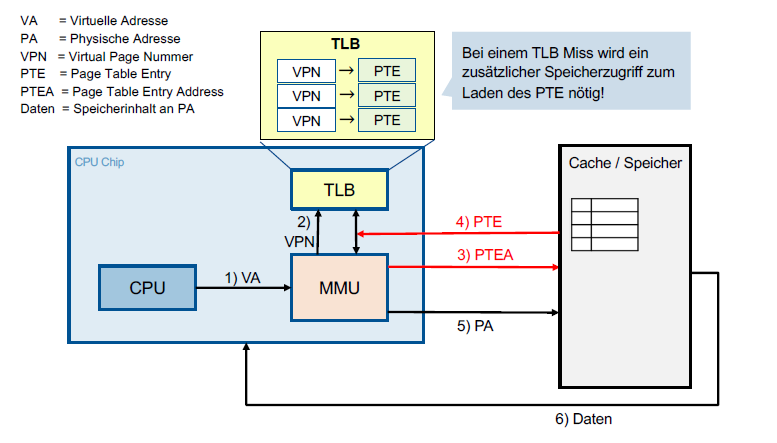 VA = Virtuelle Adresse
PA = Physische Adresse
VPN = Virtual Page Nummer
PTE = Page Table Entry
PTEA = Page Table Entry Address
Daten = Speicherinhalt an PA
TLB
VPN → PTE
VPN → PTE
VPN → PTE
Bei einem TLB Miss wird ein
zusätzlicher Speicherzugriff zum
Laden des PTE nötig!
CPU Chip
Cache / Speicher
TLB
2)
VPN
4) PTE
3) PTEA
1) VA
CPU
MMU
5) PA
6) Daten